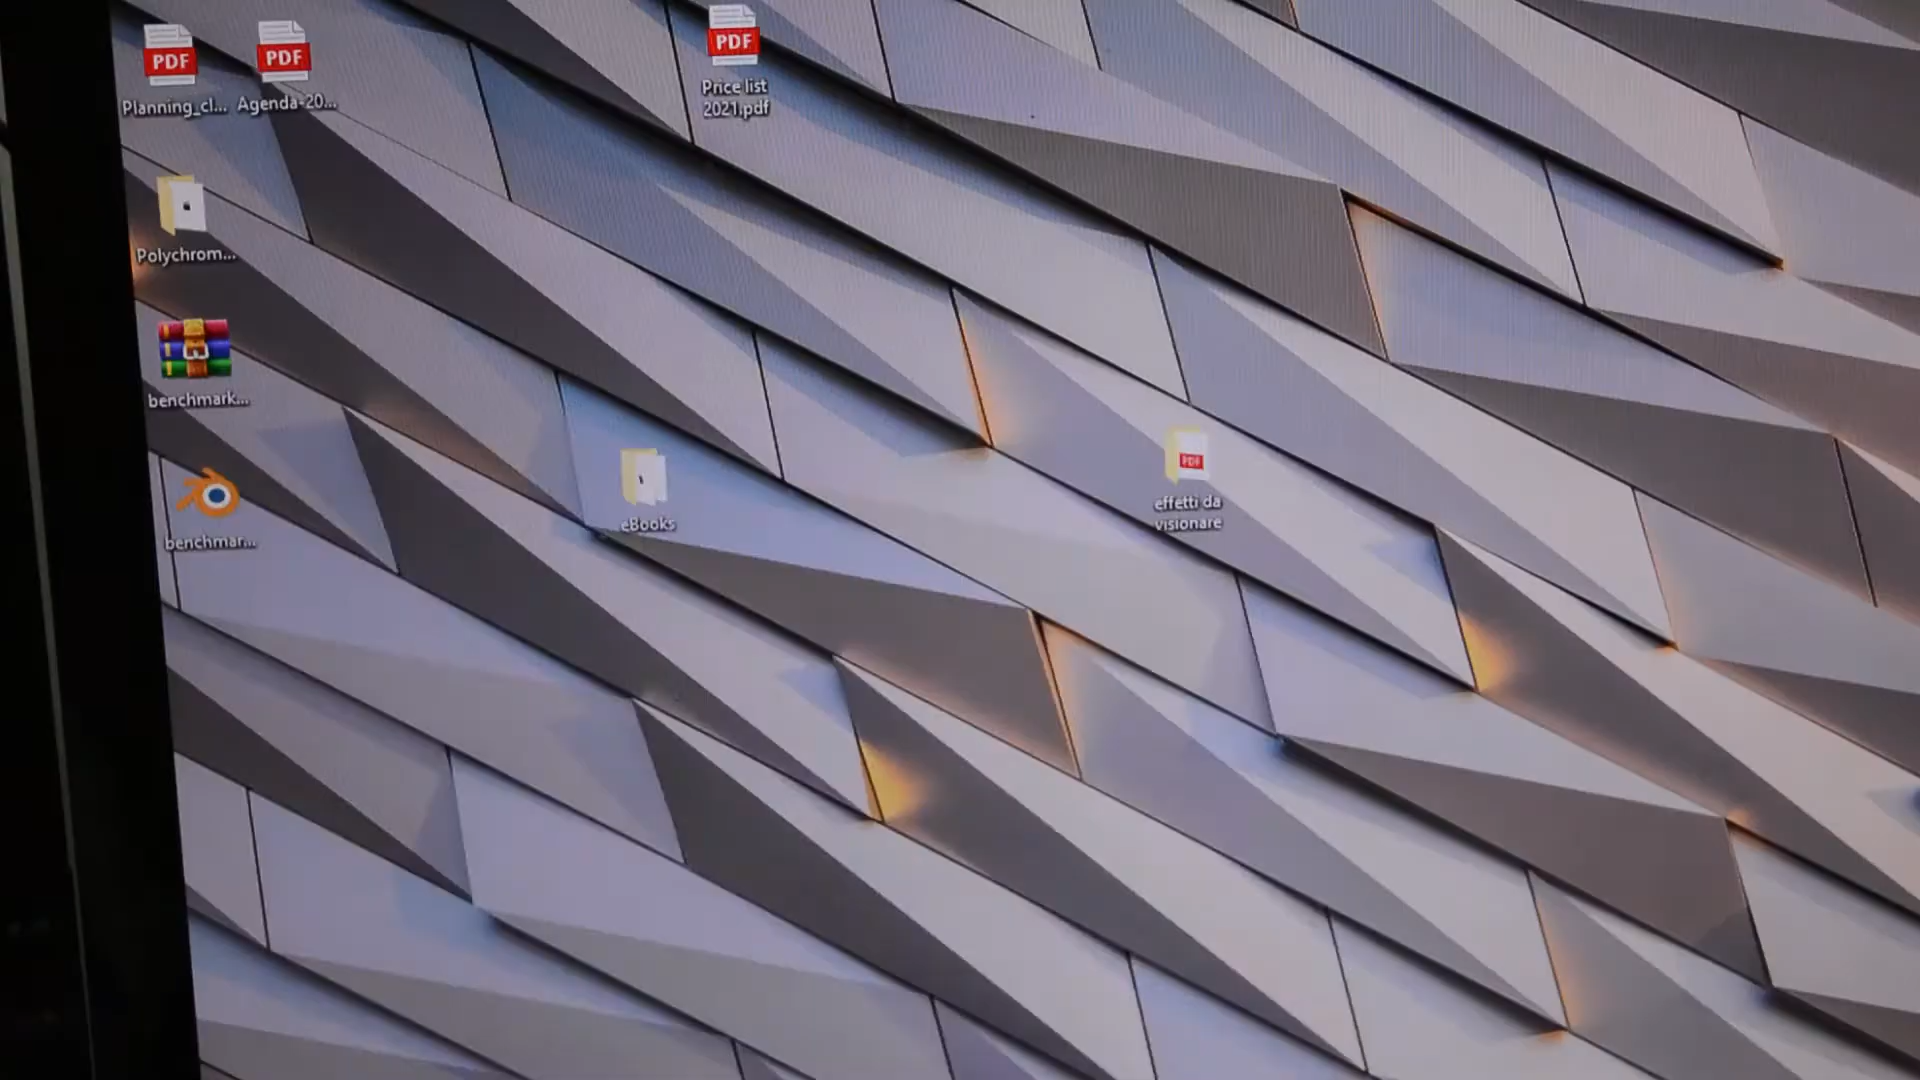 PDF
PDF
PDF
Planning_cl...
Agenda-20...
Price list
2021.pdf
Polychrom...
benchmark...
benchmar...
eBooks
PDF
effetti da
visionare